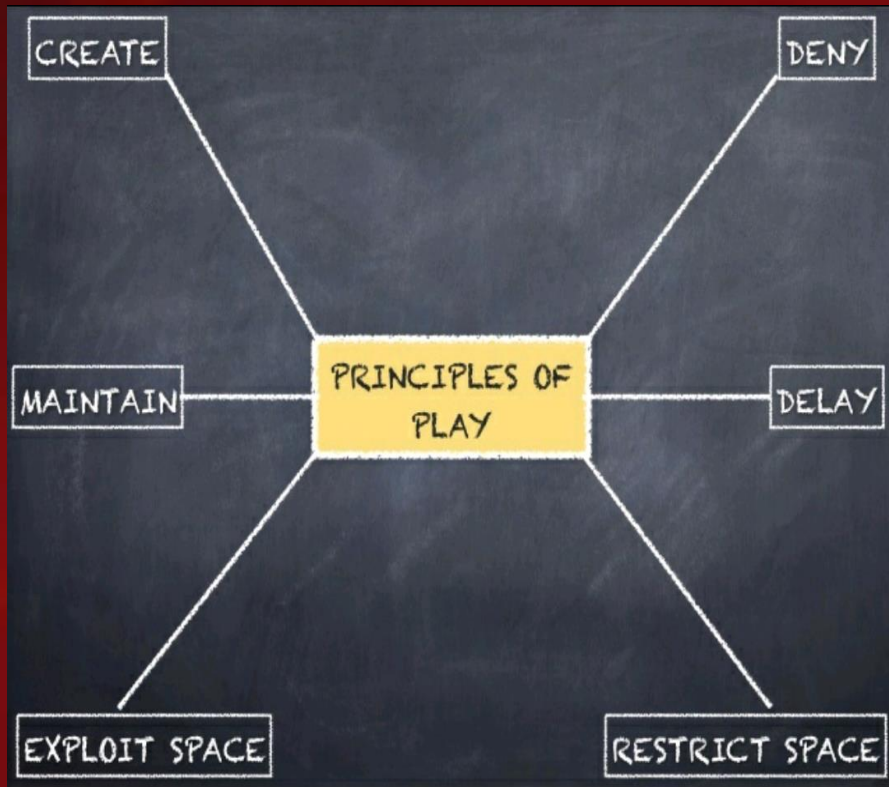 CREATE
DENY
PRINCIPLES OF
PLAY
MAINTAIN
DELAY
EXPLOIT SPACE
RESTRICT SPACE